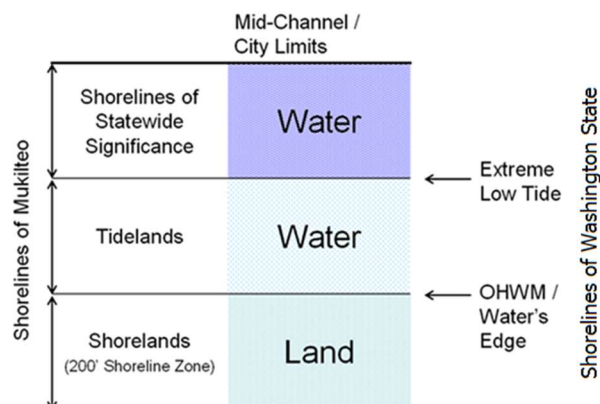 Mid-Channel /
City Limits
Shorelines of
Statewide
Significance
Water
Extreme
Low Tide
Tidelands
Water
OHWM /
Water's
Edge
Shorelands
(200' Shoreline Zone)
Land
Shorelines of Mukilteo
Shorelines of Washington State